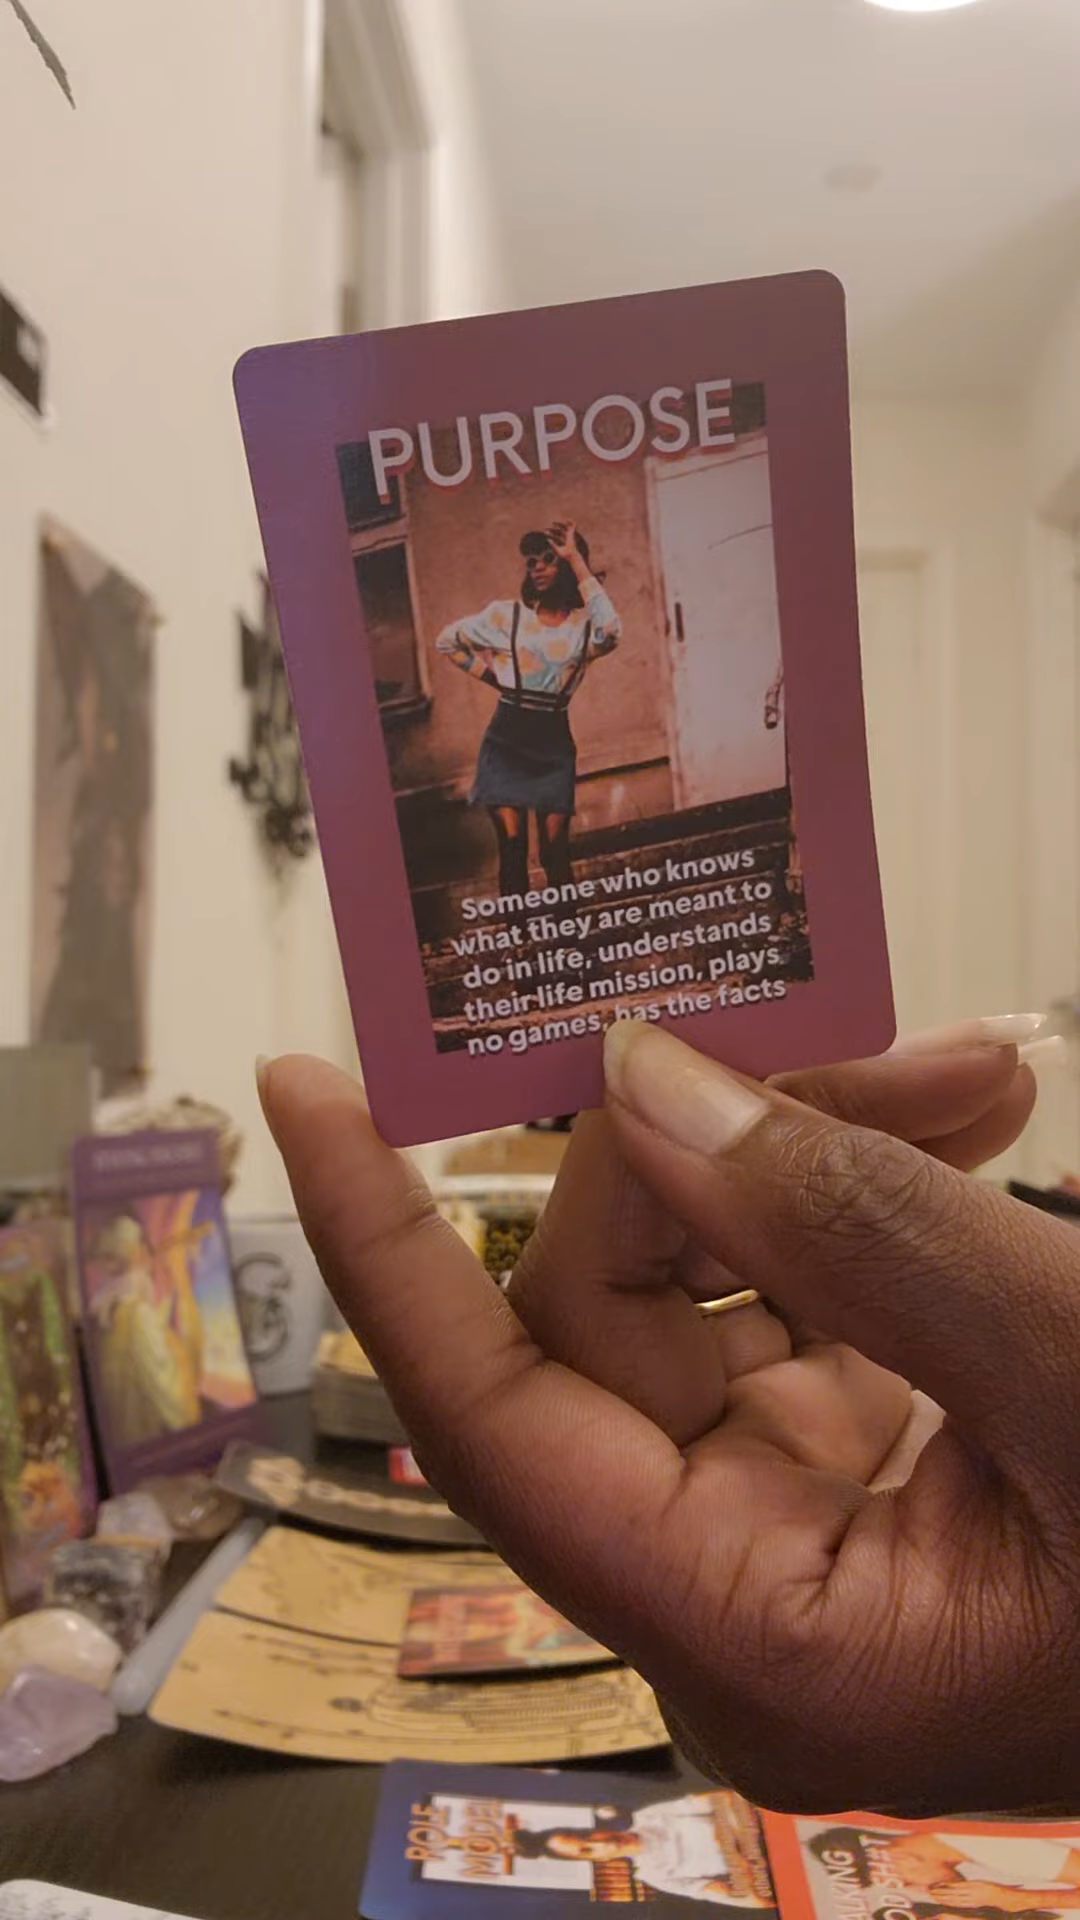 PURPOSE
Someone who knows
what they are meant to
do in life, understands
their life mission, plays
no games, has the facts
ROLE
MODEL